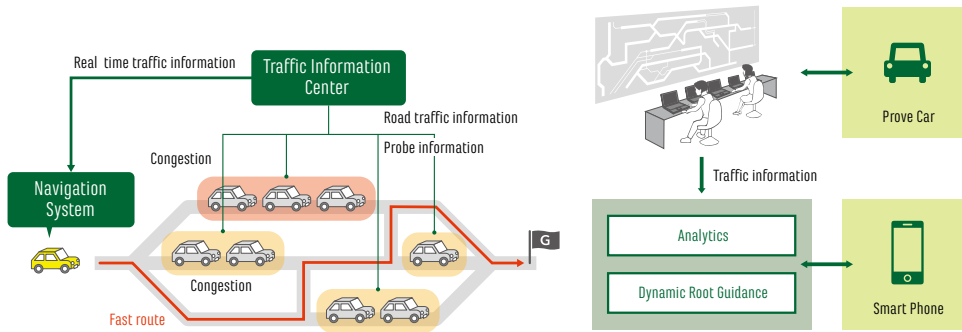 Real time traffic information
Traffic Information
Center
Road traffic information
Probe information
Congestion
Navigation
System
G
Congestion
Fast route
Prove Car
Traffic information
Analytics
Dynamic Root Guidance
Smart Phone